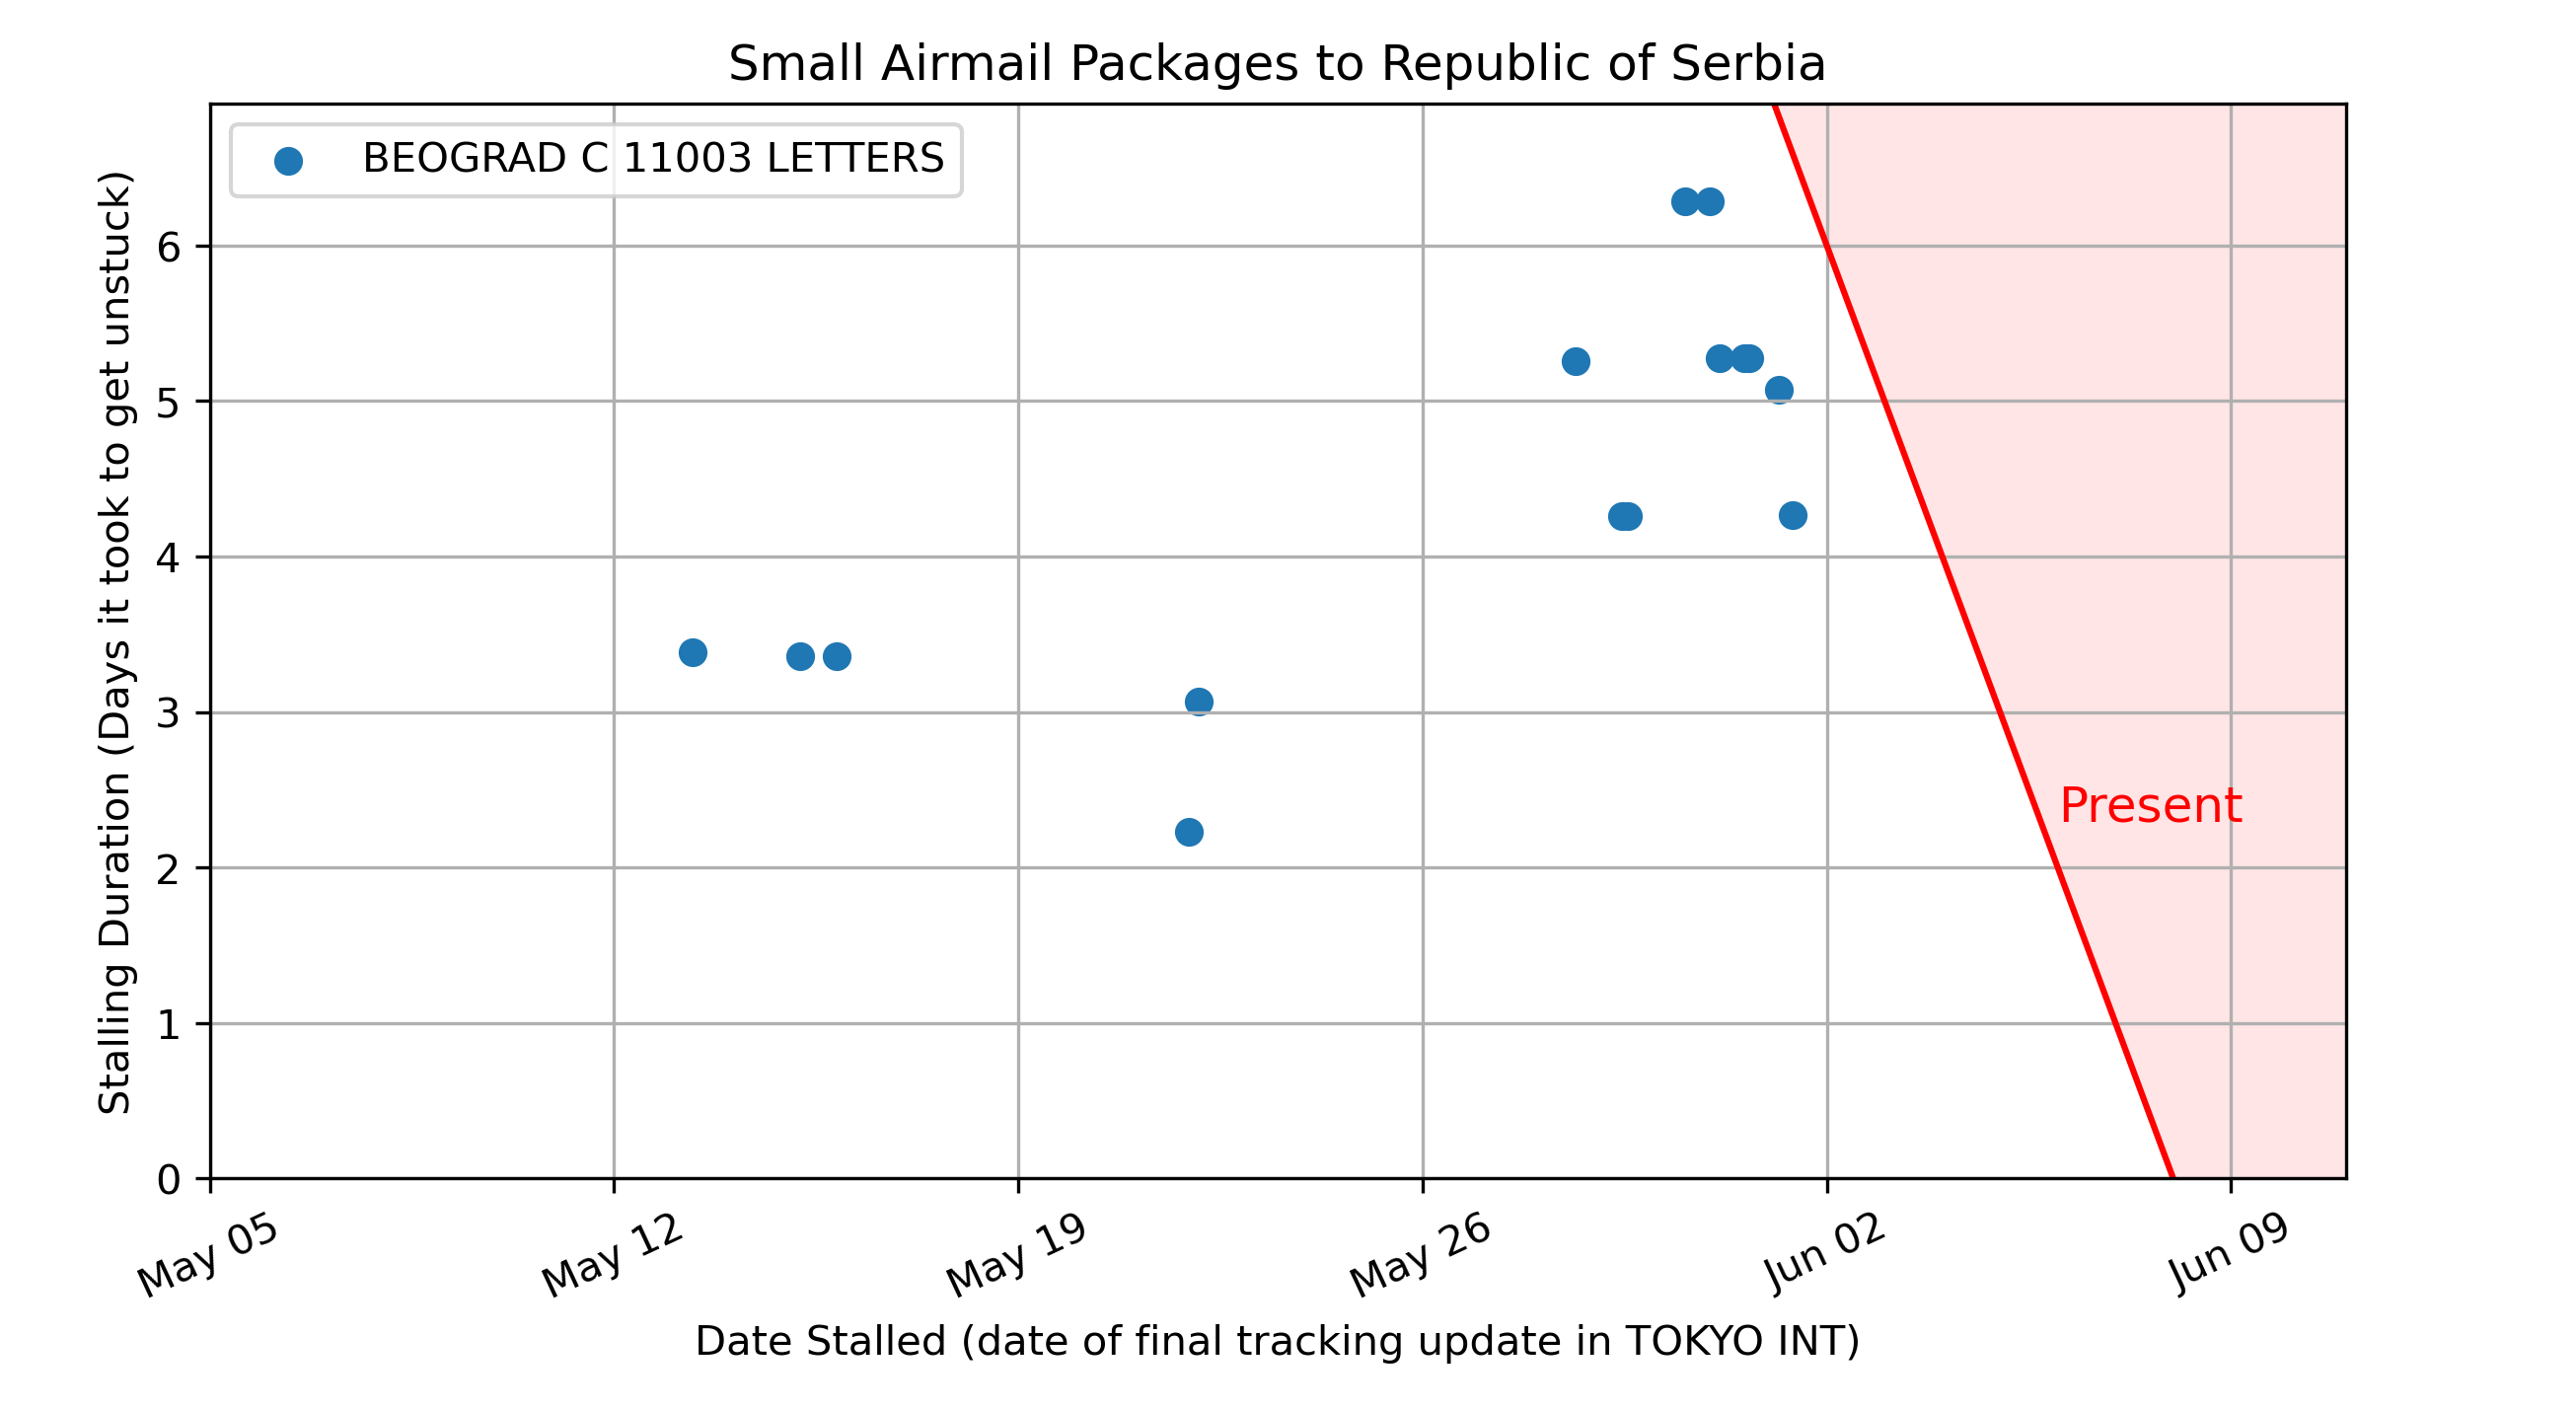 Small Airmail Packages to Republic of Serbia
BEOGRAD C 11003 LETTERS
Stalling Duration (Days it took to get unstuck)
6
5
4
3
2
1
0
Present
May 05
May 12
May 19
May 26
Jun 02
Jun 09
Date Stalled (date of final tracking update in TOKYO INT)